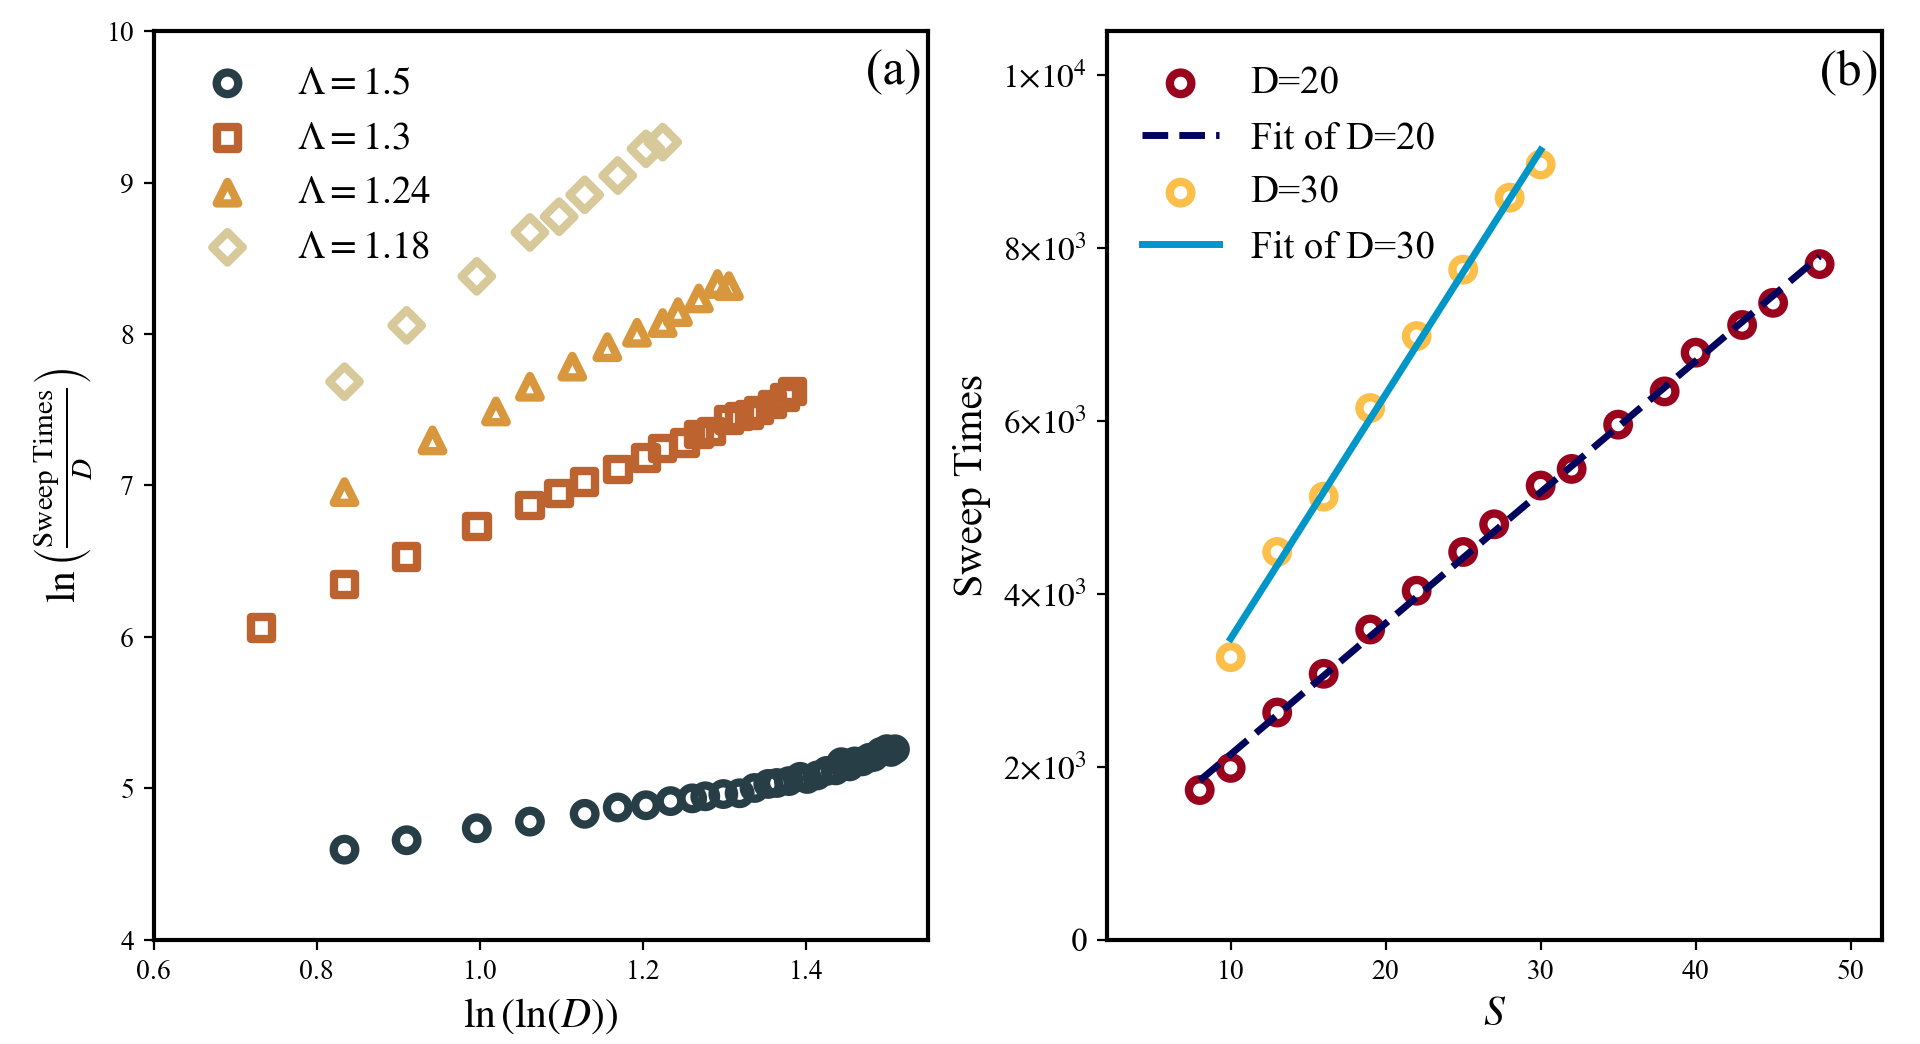 (a)
Λ = 1.5
Λ = 1.3
Λ = 1.24
Λ = 1.18
10
9
8
7
6
5
4
0.6 0.8 1.0 1.2 1.4
ln(ln(D))
ln(Sweep Times / D)
(b)
D=20
Fit of D=20
D=30
Fit of D=30
1×10⁴
8×10³
6×10³
4×10³
2×10³
0
10 20 30 40 50
S
Sweep Times